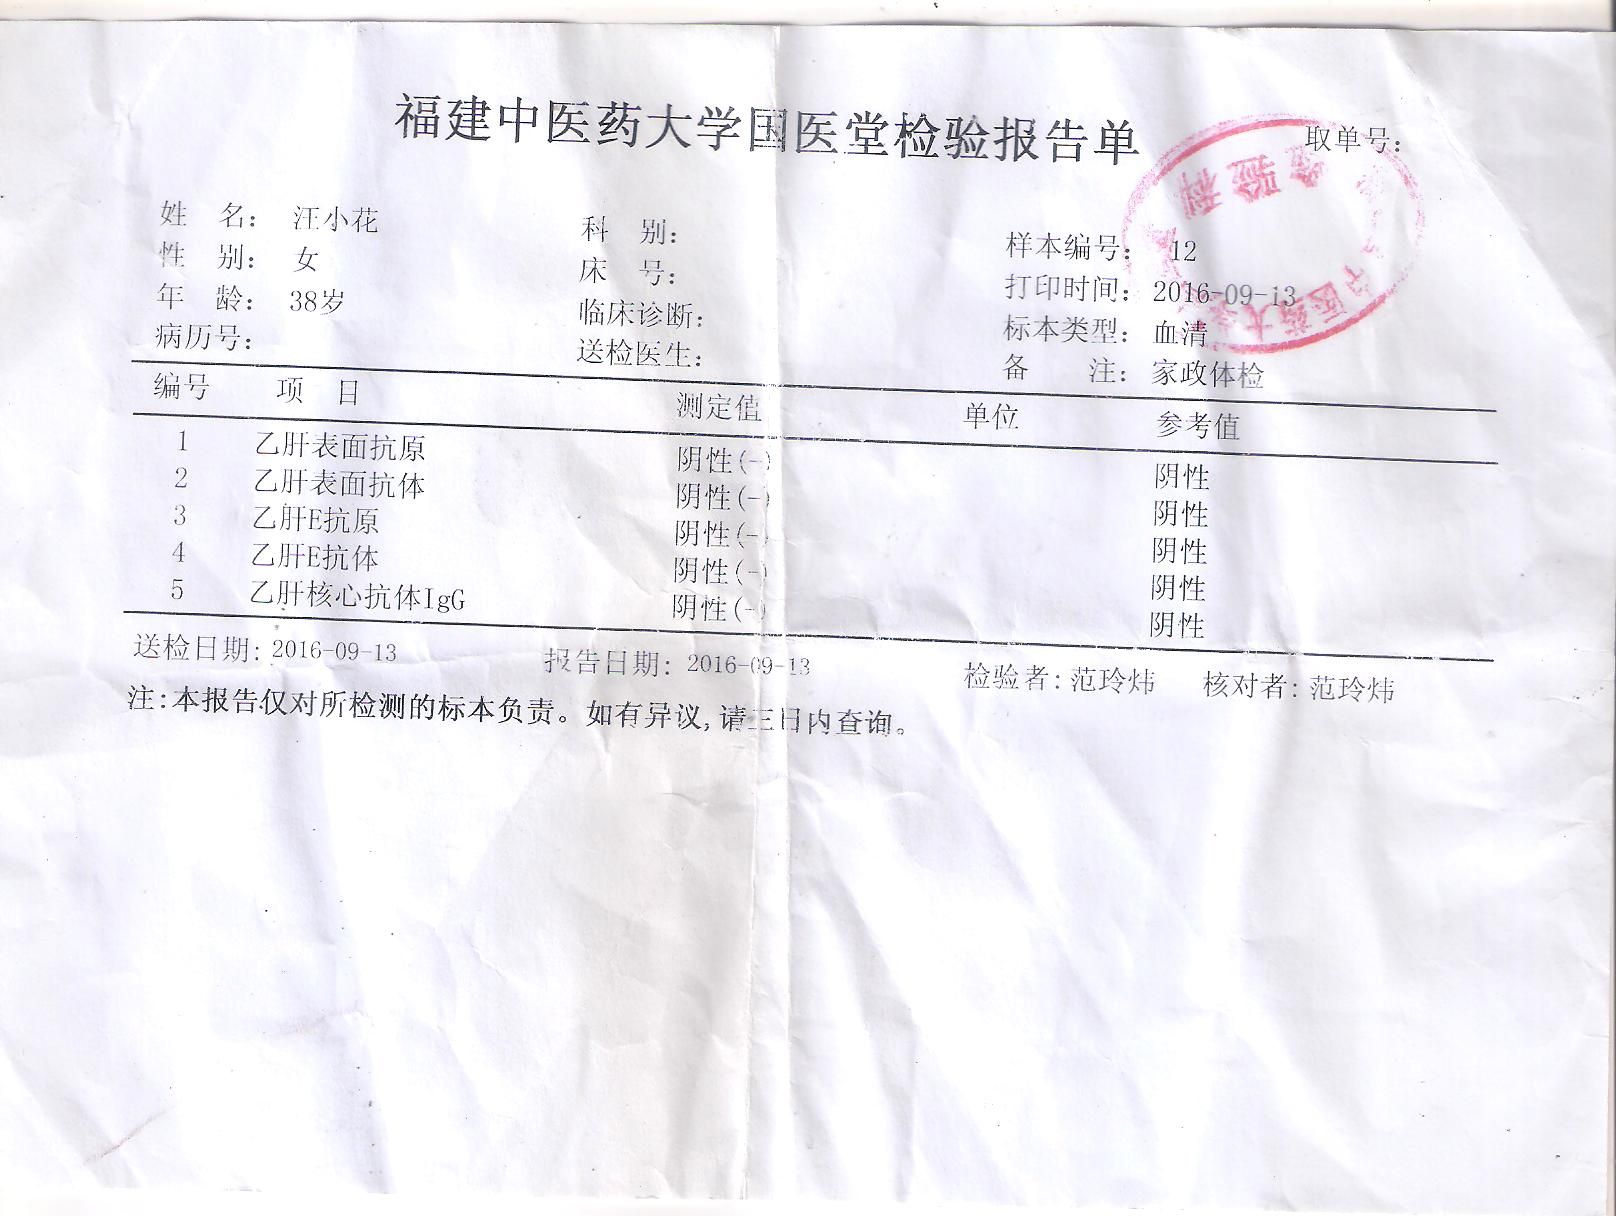 福建中医药大学国医堂检验报告单
取单号:
姓 名: 汪小花 科 别: 样本编号: 12
性 别: 女 床 号: 打印时间: 2016-09-13
年 龄: 38岁 临床诊断: 标本类型: 血清
病历号: 送检医生: 备 注: 家政体检
编号 项 目 测定值 单位 参考值
1 乙肝表面抗原 阴性(-) 阴性
2 乙肝表面抗体 阴性(-) 阴性
3 乙肝E抗原 阴性(-) 阴性
4 乙肝E抗体 阴性(-) 阴性
5 乙肝核心抗体IgG 阴性(-) 阴性
送检日期: 2016-09-13 报告日期: 2016-09-13 检验者: 范玲炜 核对者: 范玲炜
注:本报告仅对所检测的标本负责。如有异议,请三日内查询。
检验科